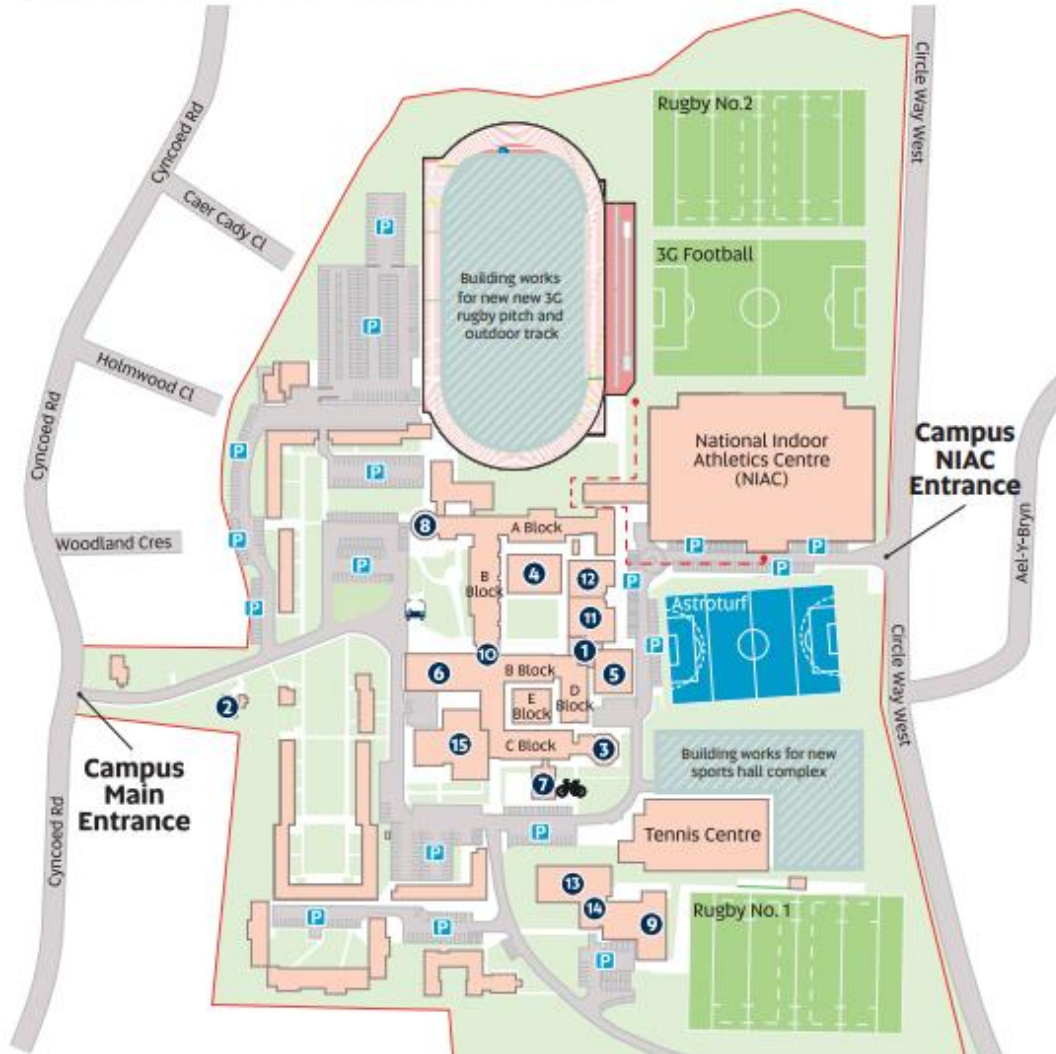 Cyncoed Rd
Caer Cady Cl
Holmwood Cl
Cyncoed Rd
Woodland Cres
Cyncoed Rd
Campus
Main
Entrance
Circle Way West
Rugby No.2
3G Football
Building works
for new new 3G
rugby pitch and
outdoor track
P
P
P
P
P
P
P
National Indoor
Athletics Centre
(NIAC)
Campus
NIAC
Entrance
Ael-Y-Bryn
Circle Way West
P
P
P
P
P
8
A Block
B
Block
4
12
11
1
10
6
B Block
5
D
Block
E
Block
15
C Block
3
7
2
Astroturf
Building works for new
sports hall complex
Tennis Centre
P
P
P
P
P
13
14
9
Rugby No. 1